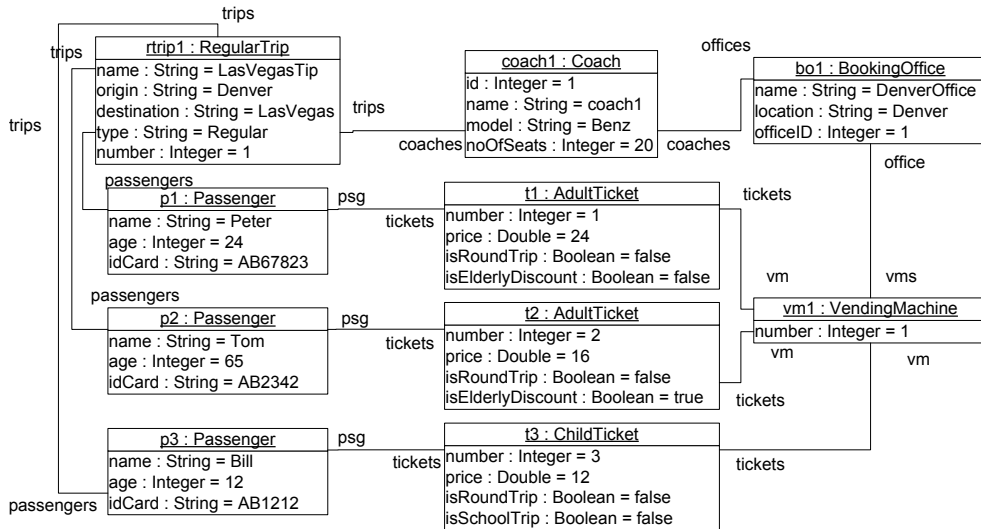 trips
trips
rtrip1 : RegularTrip
name : String = LasVegasTip
origin : String = Denver
destination : String = LasVegas
type : String = Regular
number : Integer = 1
trips
trips
coach1 : Coach
id : Integer = 1
name : String = coach1
model : String = Benz
noOfSeats : Integer = 20
coaches
coaches
offices
bo1 : BookingOffice
name : String = DenverOffice
location : String = Denver
officeID : Integer = 1
office
passengers
p1 : Passenger
name : String = Peter
age : Integer = 24
idCard : String = AB67823
psg
tickets
t1 : AdultTicket
number : Integer = 1
price : Double = 24
isRoundTrip : Boolean = false
isElderlyDiscount : Boolean = false
tickets
vm
vms
passengers
p2 : Passenger
name : String = Tom
age : Integer = 65
idCard : String = AB2342
psg
tickets
t2 : AdultTicket
number : Integer = 2
price : Double = 16
isRoundTrip : Boolean = false
isElderlyDiscount : Boolean = true
vm1 : VendingMachine
number : Integer = 1
vm
vm
tickets
p3 : Passenger
name : String = Bill
age : Integer = 12
idCard : String = AB1212
passengers
psg
tickets
t3 : ChildTicket
number : Integer = 3
price : Double = 12
isRoundTrip : Boolean = false
isSchoolTrip : Boolean = false
tickets